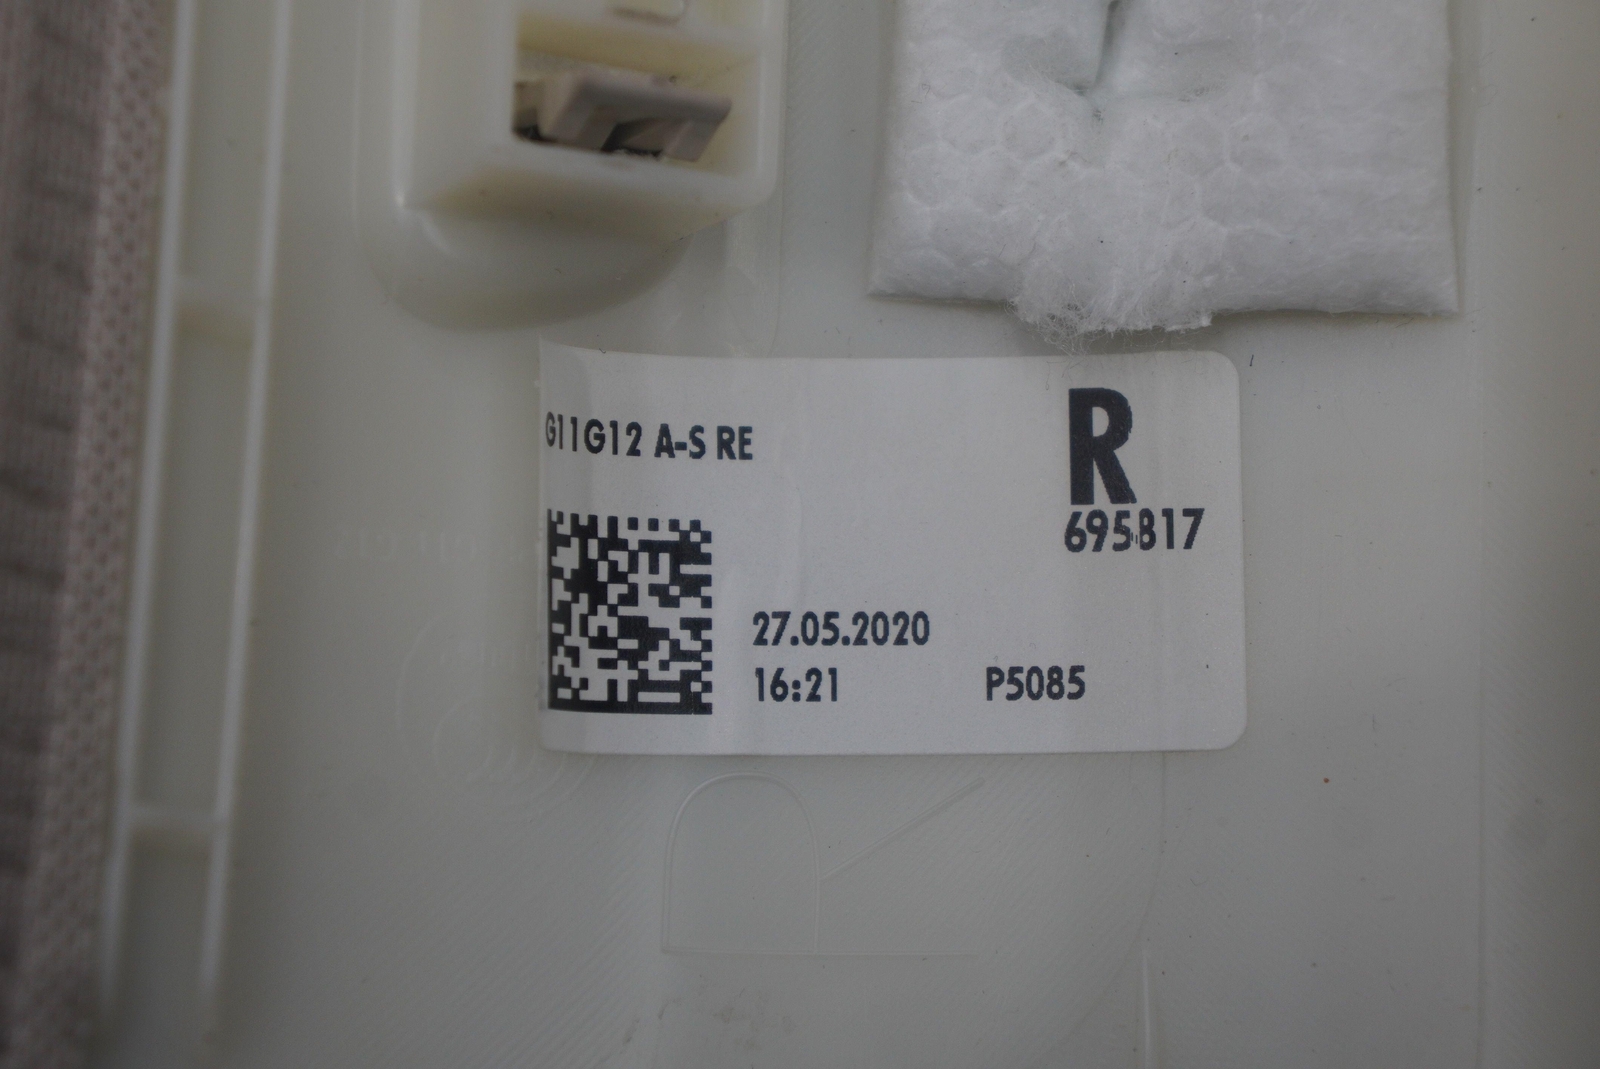 G11G12 A-S RE
R
695817
27.05.2020
16:21 P5085